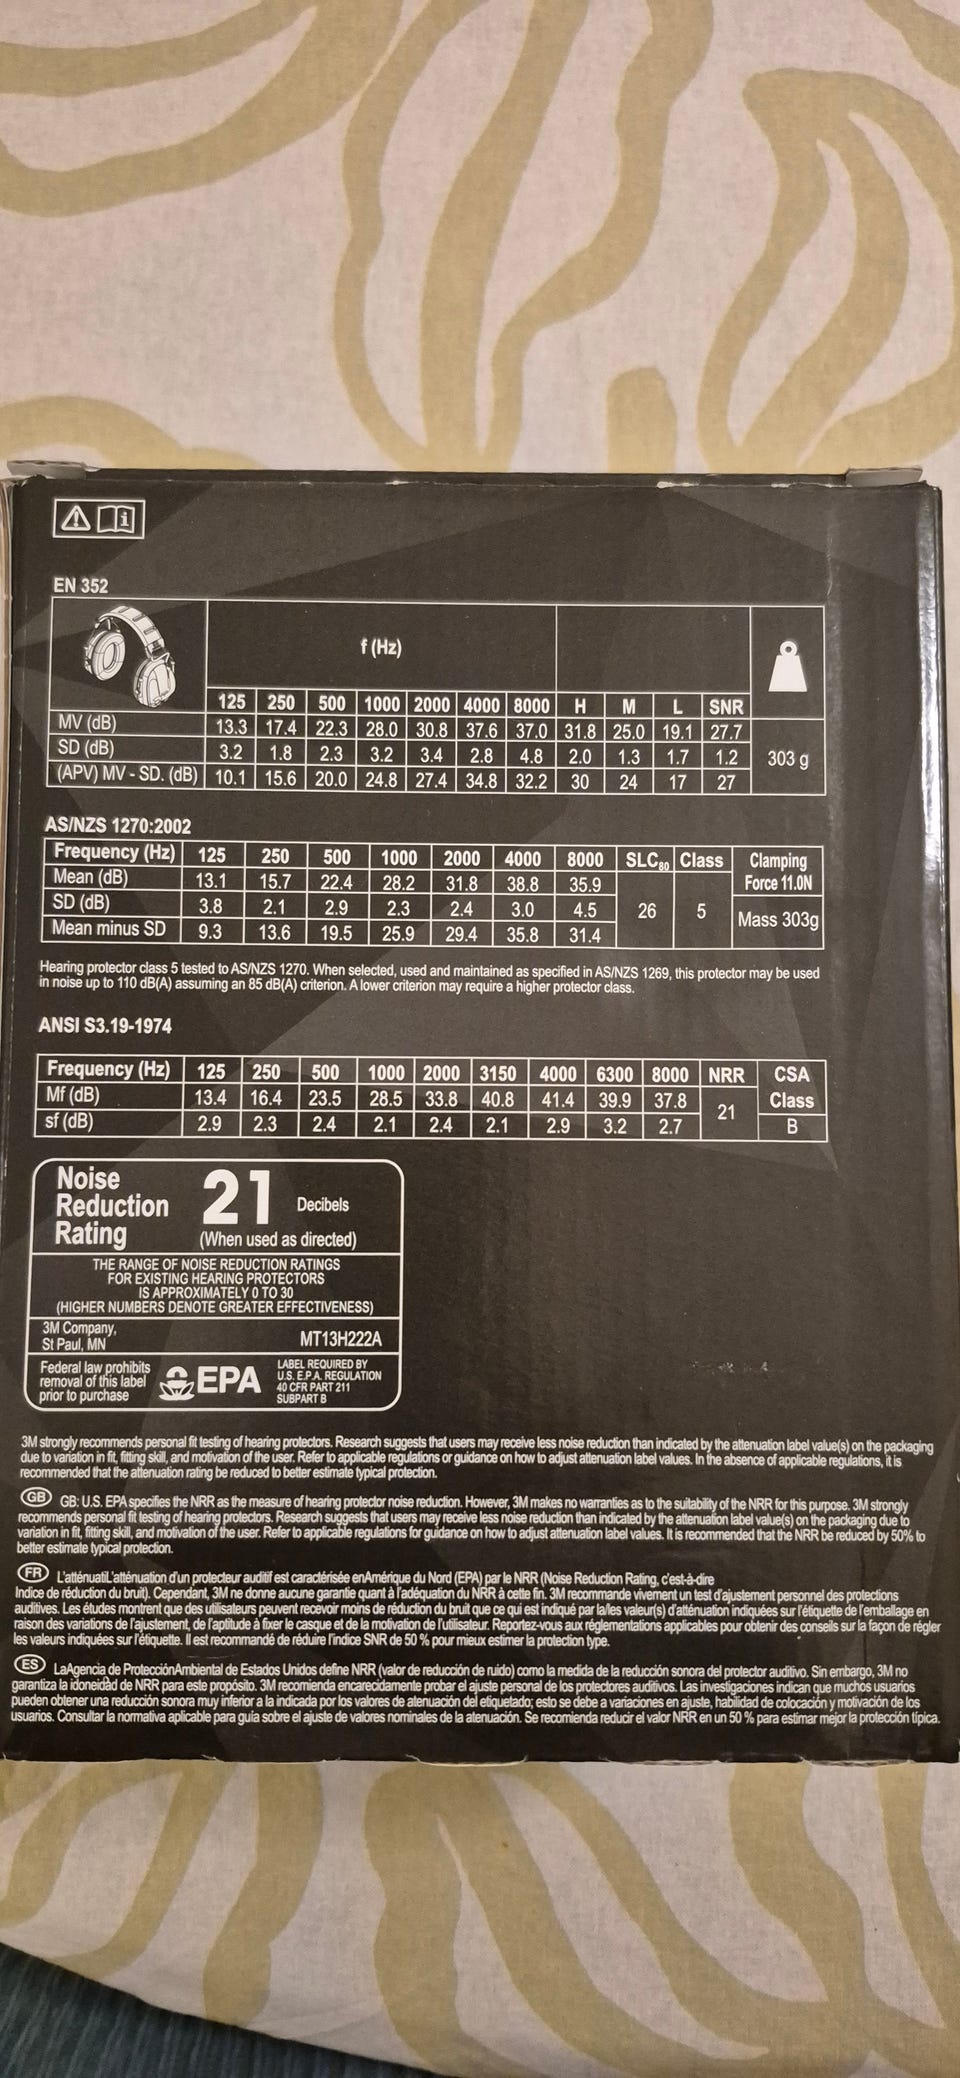 EN 352
f (Hz)
125 250 500 1000 2000 4000 8000 H M L SNR
MV (dB) 13.3 17.4 22.3 28.0 30.8 37.6 37.0 31.8 25.0 19.1 27.7
SD (dB) 3.2 1.8 2.3 3.2 3.4 2.8 4.8 2.0 1.3 1.7 1.2 303 g
(APV) MV - SD. (dB) 10.1 15.6 20.0 24.8 27.4 34.8 32.2 30 24 17 27
AS/NZS 1270:2002
Frequency (Hz) 125 250 500 1000 2000 4000 8000 SLC80 Class Clamping
Mean (dB) 13.1 15.7 22.4 28.2 31.8 38.8 35.9 Force 11.0N
SD (dB) 3.8 2.1 2.9 2.3 2.4 3.0 4.5 26 5 Mass 303g
Mean minus SD 9.3 13.6 19.5 25.9 29.4 35.8 31.4
Hearing protector class 5 tested to AS/NZS 1270. When selected, used and maintained as specified in AS/NZS 1269, this protector may be used
in noise up to 110 dB(A) assuming an 85 dB(A) criterion. A lower criterion may require a higher protector class.
ANSI S3.19-1974
Frequency (Hz) 125 250 500 1000 2000 3150 4000 6300 8000 NRR CSA
Mf (dB) 13.4 16.4 23.5 28.5 33.8 40.8 41.4 39.9 37.8 21 Class
sf (dB) 2.9 2.3 2.4 2.1 2.4 2.1 2.9 3.2 2.7 B
Noise
Reduction
Rating
21 Decibels
(When used as directed)
THE RANGE OF NOISE REDUCTION RATINGS
FOR EXISTING HEARING PROTECTORS
IS APPROXIMATELY 0 TO 30
(HIGHER NUMBERS DENOTE GREATER EFFECTIVENESS)
3M Company,
St Paul, MN
MT13H222A
Federal law prohibits
removal of this label
prior to purchase
EPA
LABEL REQUIRED BY
U.S. E.P.A. REGULATION
40 CFR PART 211
SUBPART B
3M strongly recommends personal fit testing of hearing protectors. Research suggests that users may receive less noise reduction than indicated by the attenuation label value(s) on the packaging
due to variation in fit, fitting skill, and motivation of the user. Refer to applicable regulations or guidance on how to adjust attenuation label values. In the absence of applicable regulations, it is
recommended that the attenuation rating be reduced to better estimate typical protection.
GB GB: U.S. EPA specifies the NRR as the measure of hearing protector noise reduction. However, 3M makes no warranties as to the suitability of the NRR for this purpose. 3M strongly
recommends personal fit testing of hearing protectors. Research suggests that users may receive less noise reduction than indicated by the attenuation label value(s) on the packaging due to
variation in fit, fitting skill, and motivation of the user. Refer to applicable regulations for guidance on how to adjust attenuation label values. It is recommended that the NRR be reduced by 50% to
better estimate typical protection.
FR L'atténuatiL'atténuation d'un protecteur auditif est caractérisée enAmérique du Nord (EPA) par le NRR (Noise Reduction Rating, c'est-à-dire
Indice de réduction du bruit). Cependant, 3M ne donne aucune garantie quant à l'adéquation du NRR à cette fin. 3M recommande vivement un test d'ajustement personnel des protections
auditives. Les études montrent que des utilisateurs peuvent recevoir moins de réduction du bruit que ce qui est indiqué par la/les valeur(s) d'atténuation indiquées sur l'étiquette de l'emballage en
raison des variations de l'ajustement, de l'aptitude à fixer le casque et de la motivation de l'utilisateur. Reportez-vous aux réglementations applicables pour obtenir des conseils sur la façon de régler
les valeurs indiquées sur l'étiquette. Il est recommandé de réduire l'indice SNR de 50 % pour mieux estimer la protection type.
ES LaAgencia de ProtecciónAmbiental de Estados Unidos define NRR (valor de reducción de ruido) como la medida de la reducción sonora del protector auditivo. Sin embargo, 3M no
garantiza la idoneidad de NRR para este propósito. 3M recomienda encarecidamente probar el ajuste personal de los protectores auditivos. Las investigaciones indican que muchos usuarios
pueden obtener una reducción sonora muy inferior a la indicada por los valores de atenuación del etiquetado; esto se debe a variaciones en ajuste, habilidad de colocación y motivación de los
usuarios. Consultar la normativa aplicable para guía sobre el ajuste de valores nominales de la atenuación. Se recomienda reducir el valor NRR en un 50 % para estimar mejor la protección típica.